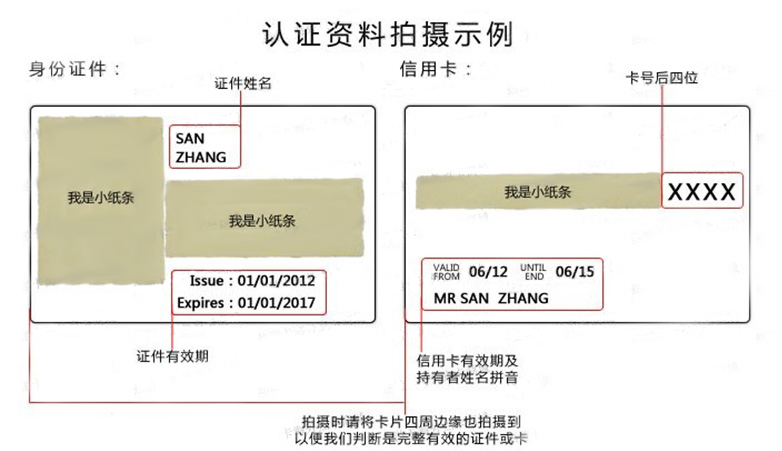 认证资料拍摄示例
身份证件：
信用卡：
证件姓名
卡号后四位
SAN
ZHANG
我是小纸条
我是小纸条
我是小纸条
XXXX
Issue：01/01/2012
Expires：01/01/2017
VALID FROM 06/12 UNTIL END 06/15
MR SAN ZHANG
证件有效期
信用卡有效期及
持有者姓名拼音
拍摄时请将卡片四周边缘也拍摄到
以便我们判断是完整有效的证件或卡